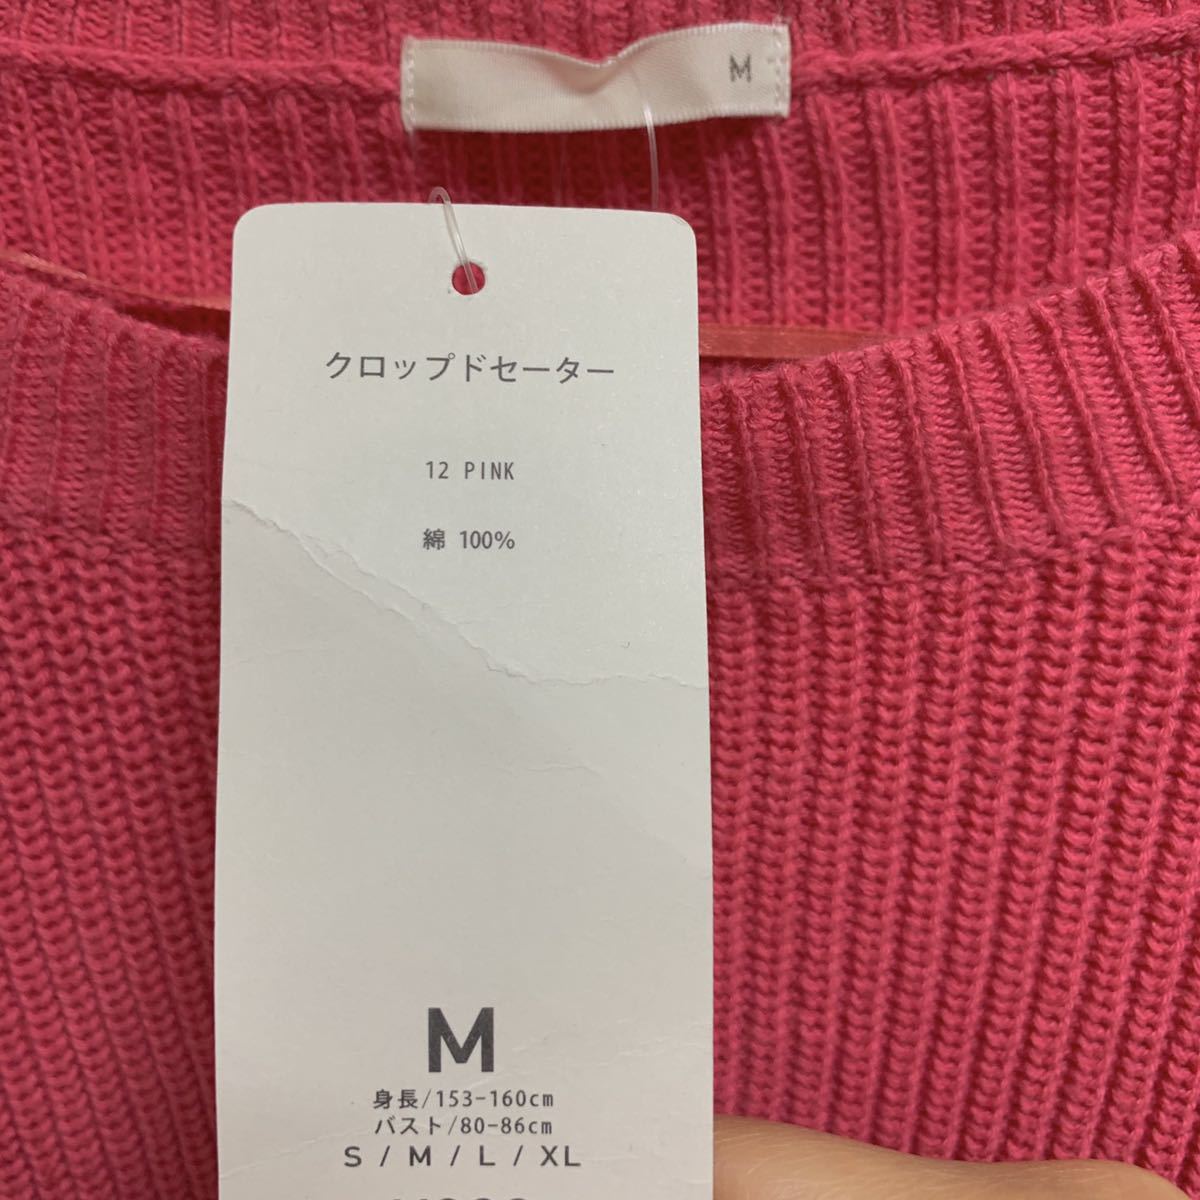 M
クロップドセーター
12 PINK
綿 100%
M
身長/153-160cm
バスト/80-86cm
S / M / L / XL